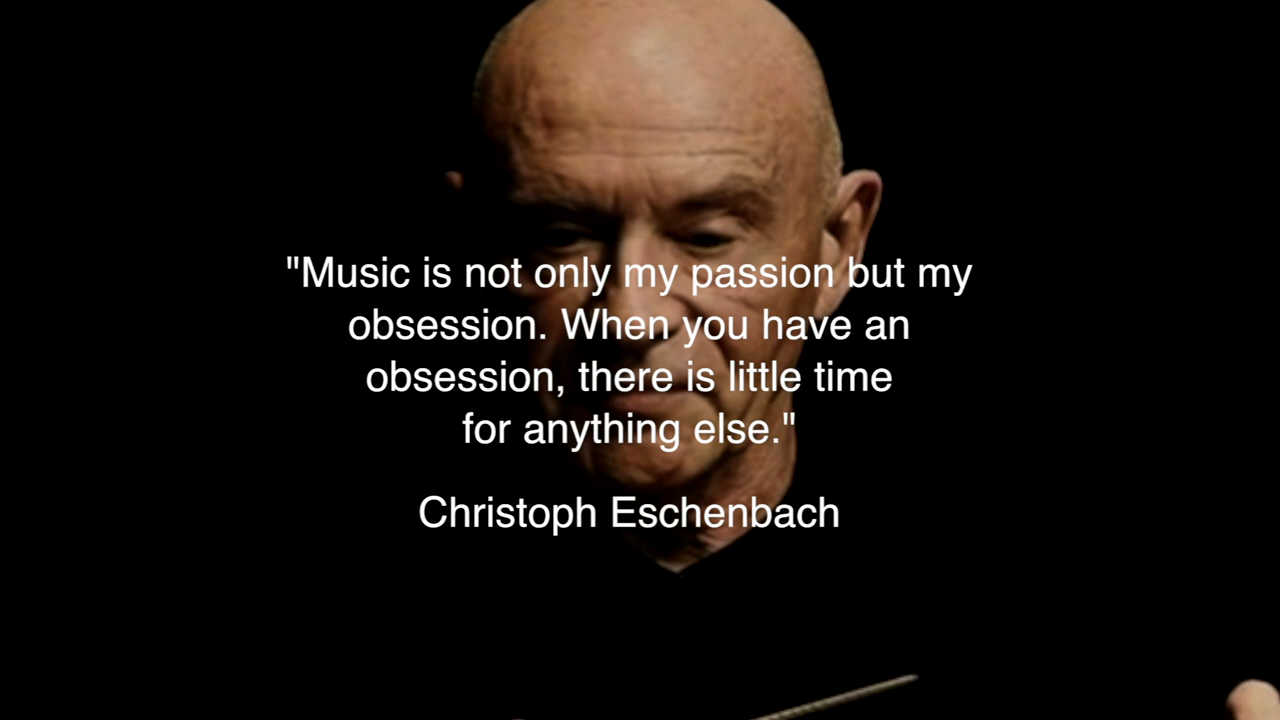 "Music is not only my passion but my
obsession. When you have an
obsession, there is little time
for anything else."
Christoph Eschenbach